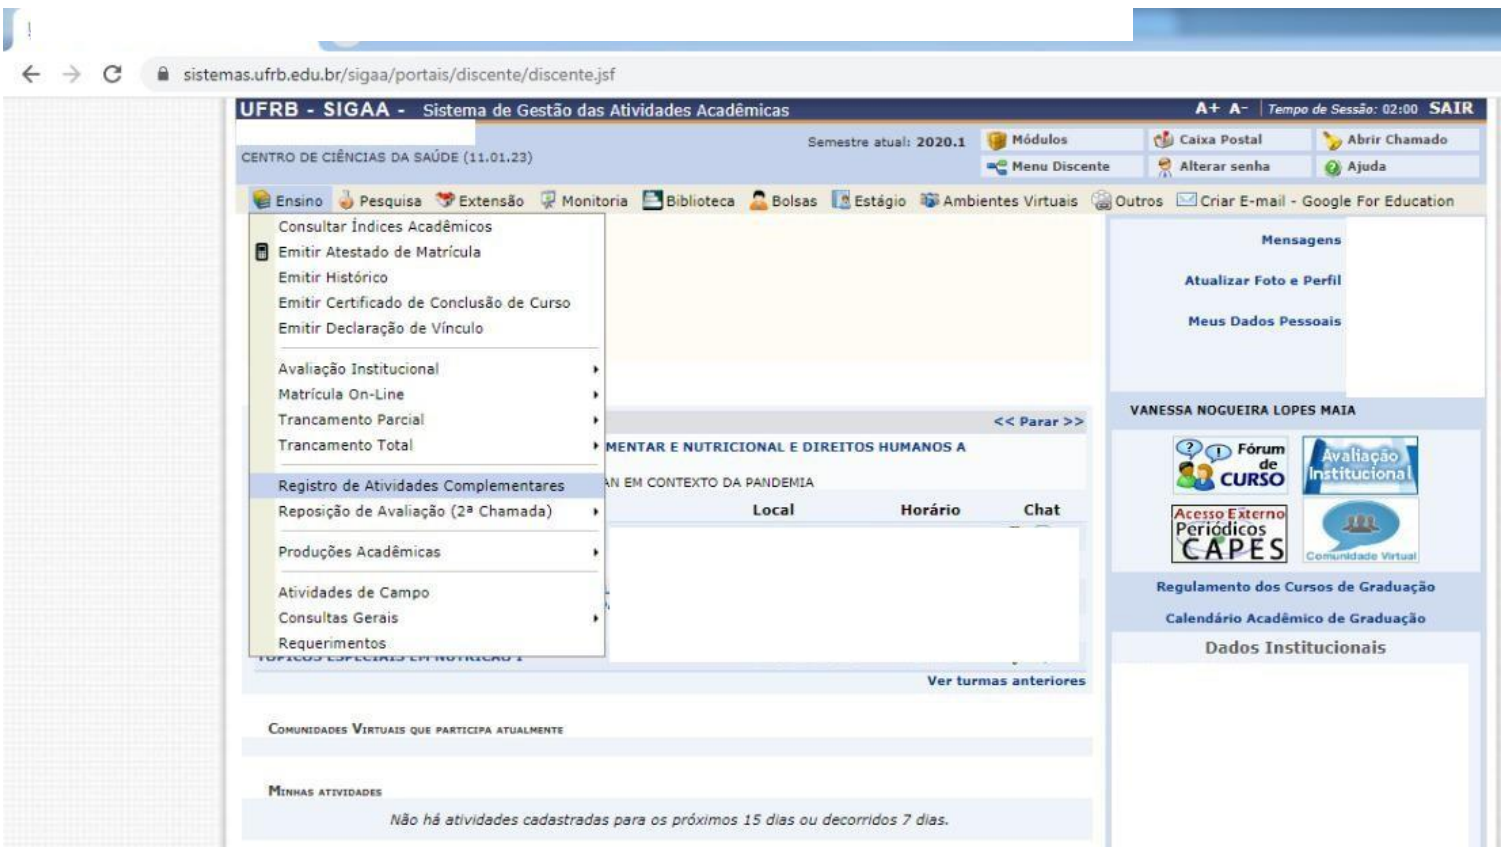 sistemas.ufrb.edu.br/sigaa/portais/discente/discente.jsf
UFRB - SIGAA - Sistema de Gestão das Atividades Acadêmicas
A+ A- | Tempo de Sessão: 02:00 SAIR
Semestre atual: 2020.1
Módulos
Caixa Postal
Abrir Chamado
CENTRO DE CIÊNCIAS DA SAÚDE (11.01.23)
Menu Discente
Alterar senha
Ajuda
Ensino Pesquisa Extensão Monitoria Biblioteca Bolsas Estágio Ambientes Virtuais Outros Criar E-mail - Google For Education
Consultar Índices Acadêmicos
Emitir Atestado de Matrícula
Emitir Histórico
Emitir Certificado de Conclusão de Curso
Emitir Declaração de Vínculo
Avaliação Institucional
Matrícula On-Line
Trancamento Parcial
Trancamento Total
Registro de Atividades Complementares
Reposição de Avaliação (2ª Chamada)
Produções Acadêmicas
Atividades de Campo
Consultas Gerais
Requerimentos
<< Parar >>
MENTAR E NUTRICIONAL E DIREITOS HUMANOS A
AN EM CONTEXTO DA PANDEMIA
Local Horário Chat
TÓPICOS ESPECIAIS EM NUTRICAO I
Ver turmas anteriores
Comunidades Virtuais que participa atualmente
Minhas atividades
Não há atividades cadastradas para os próximos 15 dias ou decorridos 7 dias.
Mensagens
Atualizar Foto e Perfil
Meus Dados Pessoais
VANESSA NOGUEIRA LOPES MAIA
Fórum
de
CURSO
Avaliação
Institucional
Acesso Externo
Periódicos
CAPES
Comunidade Virtual
Regulamento dos Cursos de Graduação
Calendário Acadêmico de Graduação
Dados Institucionais